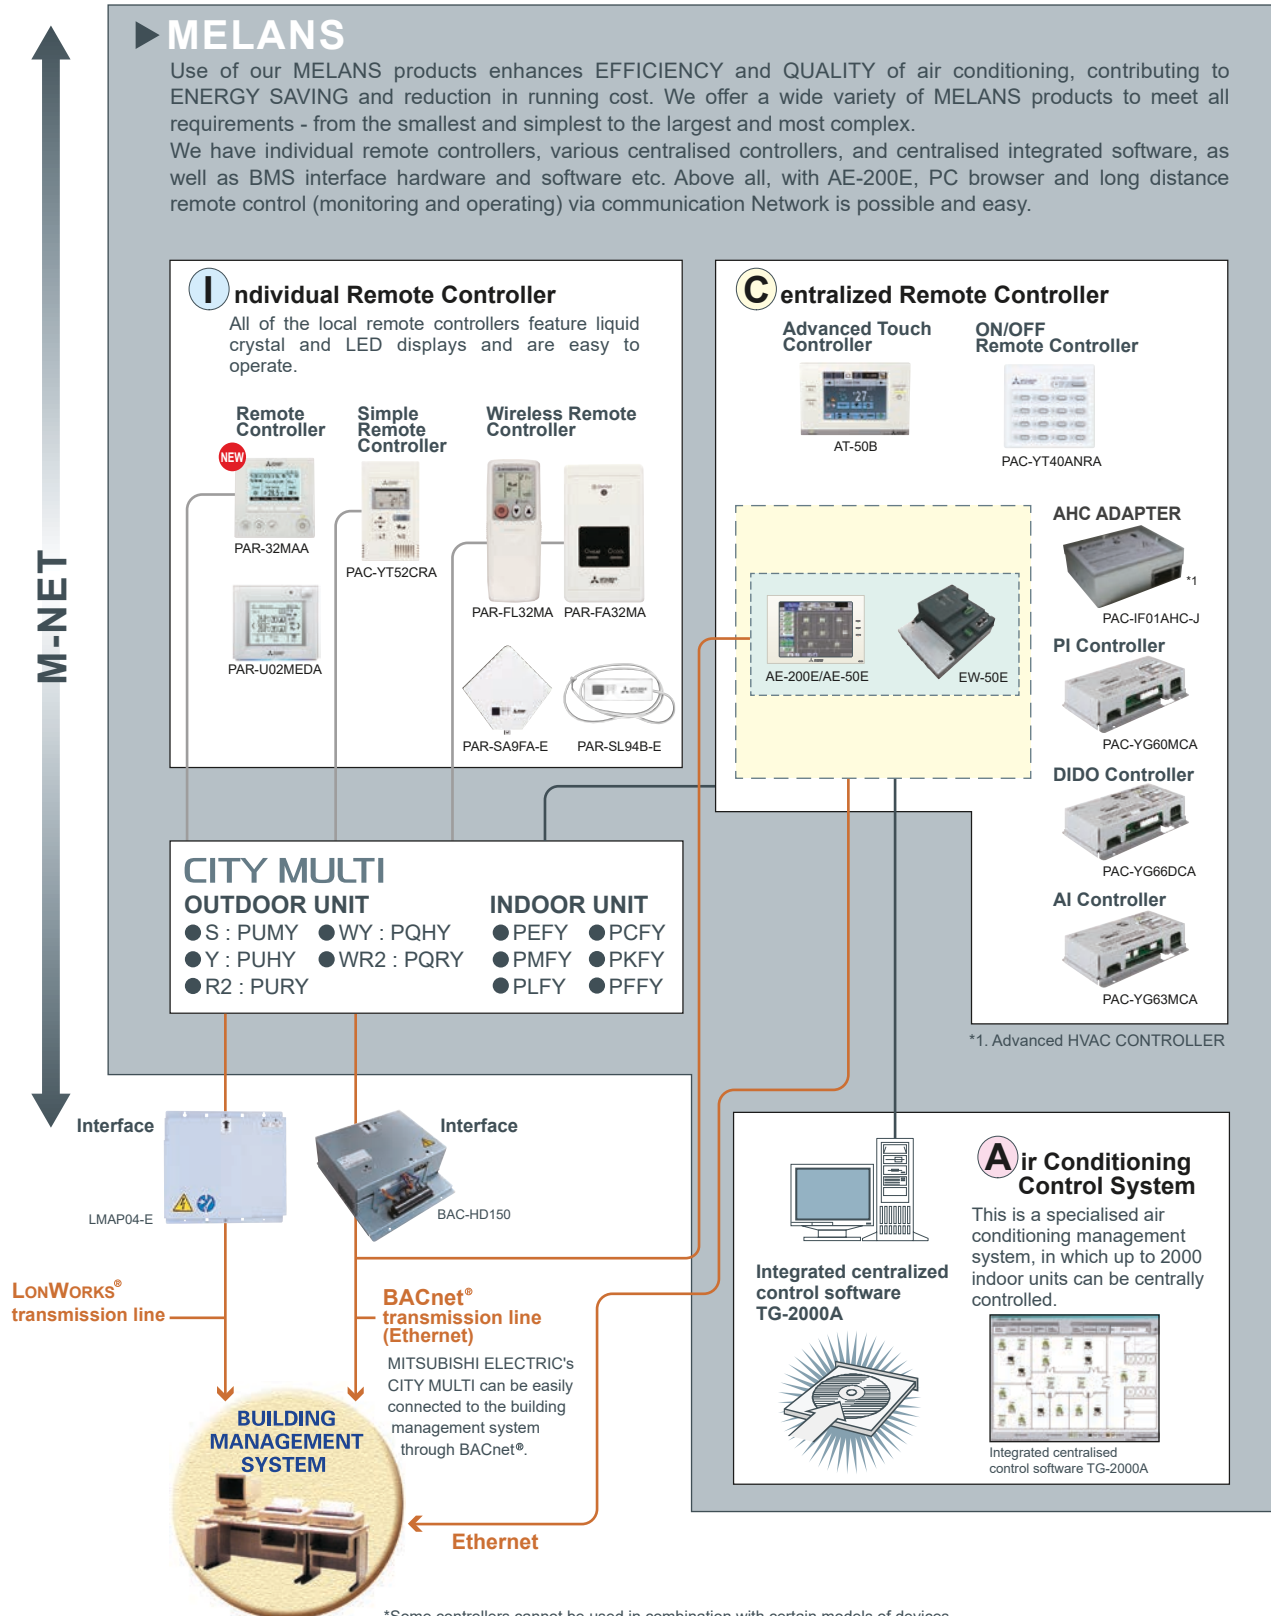 MELANS
Use of our MELANS products enhances EFFICIENCY and QUALITY of air conditioning, contributing to
ENERGY SAVING and reduction in running cost. We offer a wide variety of MELANS products to meet all
requirements - from the smallest and simplest to the largest and most complex.
We have individual remote controllers, various centralised controllers, and centralised integrated software, as
well as BMS interface hardware and software etc. Above all, with AE-200E, PC browser and long distance
remote control (monitoring and operating) via communication Network is possible and easy.
M-NET
Individual Remote Controller
All of the local remote controllers feature liquid
crystal and LED displays and are easy to
operate.
Remote
Controller
Simple
Remote
Controller
Wireless Remote
Controller
NEW
PAR-32MAA
PAC-YT52CRA
PAR-FL32MA
PAR-FA32MA
PAR-U02MEDA
PAR-SA9FA-E
PAR-SL94B-E
Centralized Remote Controller
Advanced Touch
Controller
ON/OFF
Remote Controller
AT-50B
PAC-YT40ANRA
AHC ADAPTER
*1
PAC-IF01AHC-J
AE-200E/AE-50E
EW-50E
PI Controller
PAC-YG60MCA
DIDO Controller
PAC-YG66DCA
AI Controller
PAC-YG63MCA
*1. Advanced HVAC CONTROLLER
CITY MULTI
OUTDOOR UNIT
●S : PUMY ●WY : PQHY
●Y : PUHY ●WR2 : PQRY
●R2 : PURY
INDOOR UNIT
●PEFY ●PCFY
●PMFY ●PKFY
●PLFY ●PFFY
Interface
LMAP04-E
Interface
BAC-HD150
LONWORKS®
transmission line
BACnet®
transmission line
(Ethernet)
MITSUBISHI ELECTRIC's
CITY MULTI can be easily
connected to the building
management system
through BACnet®.
BUILDING
MANAGEMENT
SYSTEM
Ethernet
Integrated centralized
control software
TG-2000A
Air Conditioning
Control System
This is a specialised air
conditioning management
system, in which up to 2000
indoor units can be centrally
controlled.
Integrated centralised
control software TG-2000A
*Some controllers cannot be used in combination with certain models of devices.